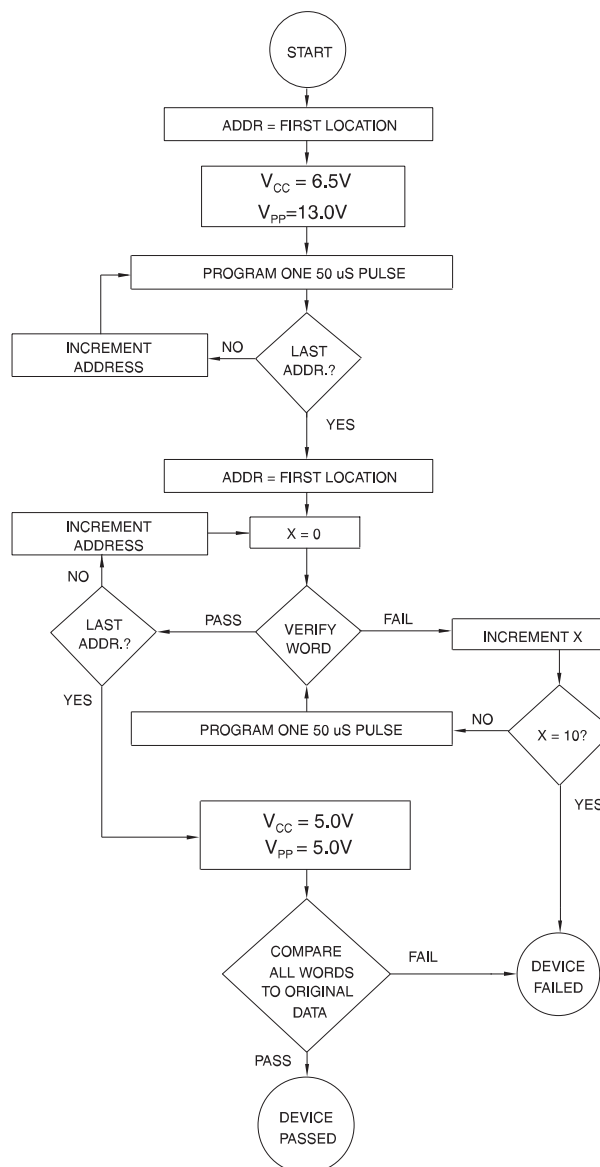 START
ADDR = FIRST LOCATION
VCC = 6.5V
VPP=13.0V
PROGRAM ONE 50 uS PULSE
INCREMENT
ADDRESS
NO
LAST
ADDR.?
YES
ADDR = FIRST LOCATION
INCREMENT
ADDRESS
X = 0
NO
LAST
ADDR.?
PASS
VERIFY
WORD
FAIL
INCREMENT X
YES
PROGRAM ONE 50 uS PULSE
NO
X = 10?
YES
VCC = 5.0V
VPP = 5.0V
COMPARE
ALL WORDS
TO ORIGINAL
DATA
FAIL
DEVICE
FAILED
PASS
DEVICE
PASSED